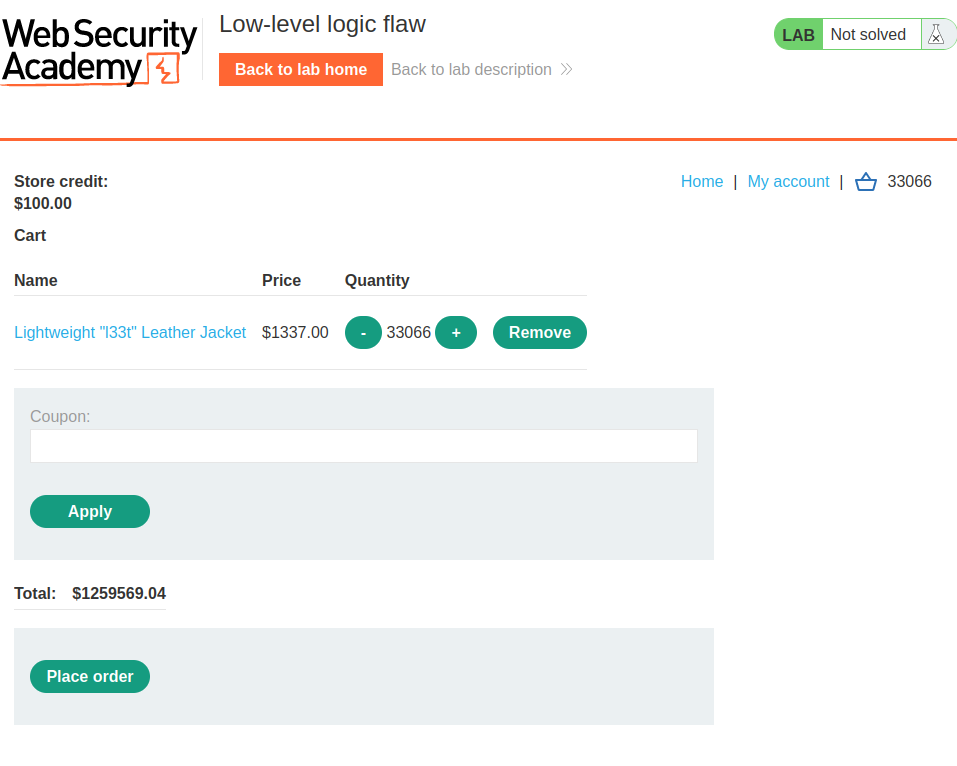 Web Security
Academy
Low-level logic flaw
Back to lab home
Back to lab description
LAB
Not solved
Store credit:
$100.00
Home | My account | 33066
Cart
Name Price Quantity
Lightweight "l33t" Leather Jacket $1337.00 - 33066 + Remove
Coupon:
Apply
Total: $1259569.04
Place order